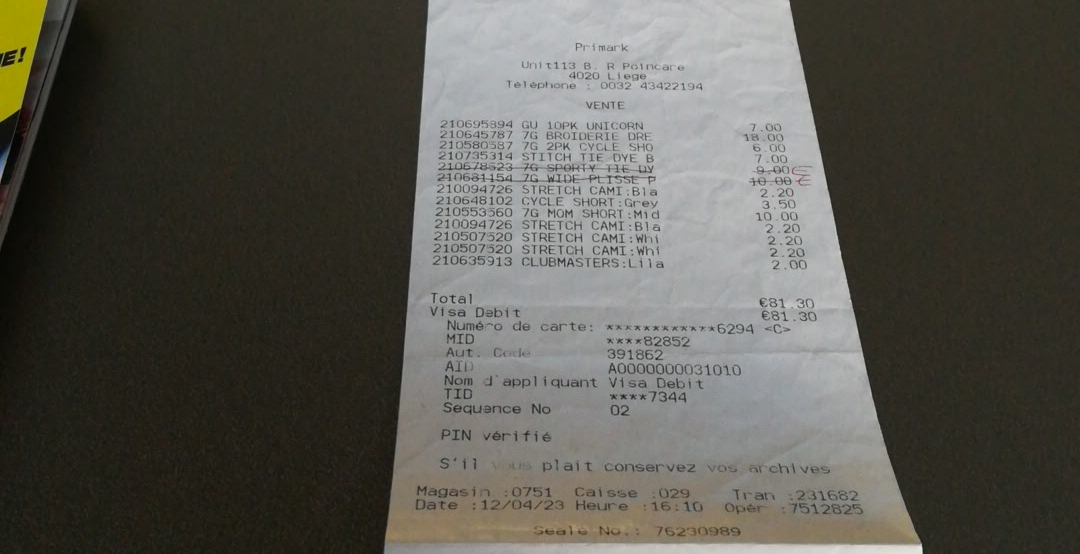 E!
Primark
Unit113 B. R Poincare
4020 Liege
Téléphone : 0032 43422194
VENTE
210695894 GU 10PK UNICORN 7.00
210645787 7G BROIDERIE DRE 18.00
210580587 7G 2PK CYCLE SHO 6.00
210735314 STITCH TIE DYE B 7.00
210678523 7G SPORTY TIE DY 9.00 €
210681154 7G WIDE PLISSE P 10.00 €
210094726 STRETCH CAMI:Bla 2.20
210648102 CYCLE SHORT:Grey 3.50
210553560 7G MOM SHORT:Mid 10.00
210094726 STRETCH CAMI:Bla 2.20
210507520 STRETCH CAMI:Whi 2.20
210507520 STRETCH CAMI:Whi 2.20
210635913 CLUBMASTERS:Lila 2.00
Total €81.30
Visa Debit €81.30
Numéro de carte: ************6294 <C>
MID ****82852
Aut. Code 391862
AID A0000000031010
Nom d'appliquant Visa Debit
TID ****7344
Sequence No 02
PIN vérifié
S'il vous plait conservez vos archives
Magasin :0751 Caisse :029 Tran :231682
Date :12/04/23 Heure :16:10 Opér :7512825
Seale No.: 76230989